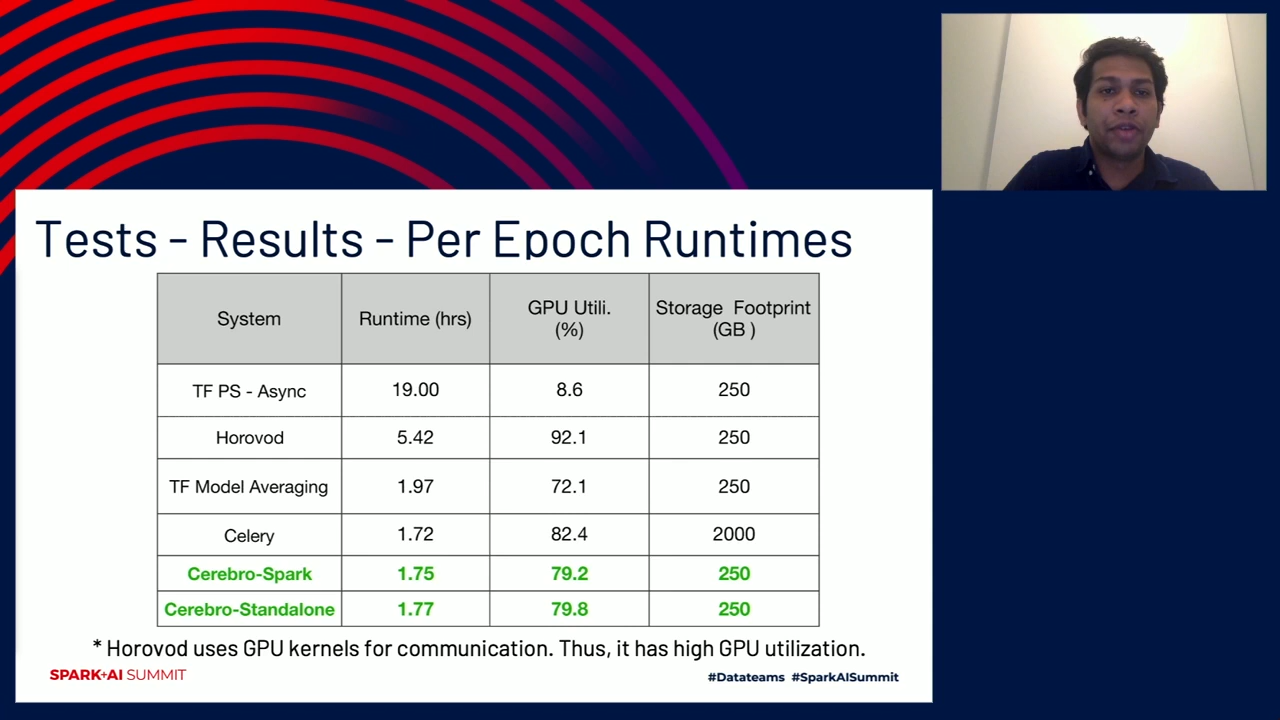 Tests - Results - Per Epoch Runtimes
System Runtime (hrs) GPU Utili. (%) Storage Footprint (GB )
TF PS - Async 19.00 8.6 250
Horovod 5.42 92.1 250
TF Model Averaging 1.97 72.1 250
Celery 1.72 82.4 2000
Cerebro-Spark 1.75 79.2 250
Cerebro-Standalone 1.77 79.8 250
* Horovod uses GPU kernels for communication. Thus, it has high GPU utilization.
SPARK+AI SUMMIT #Datateams #SparkAISummit